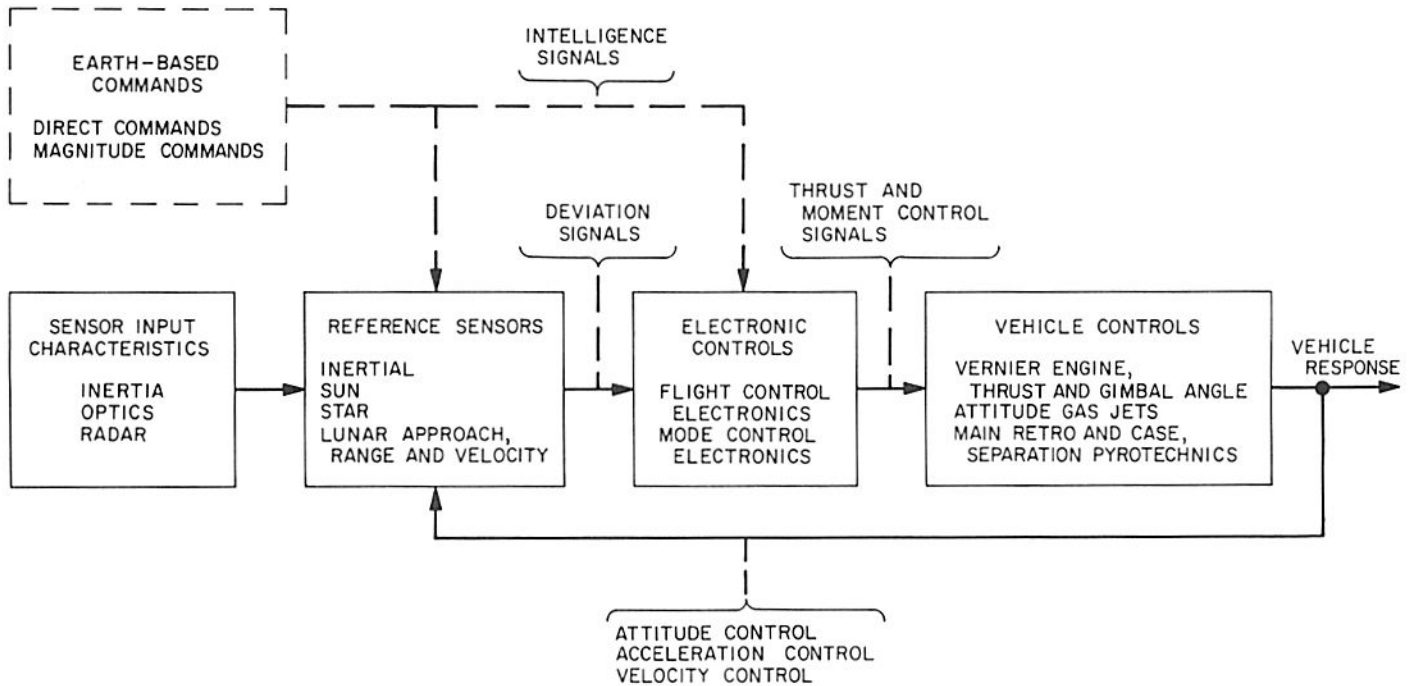 EARTH-BASED
COMMANDS
DIRECT COMMANDS
MAGNITUDE COMMANDS
INTELLIGENCE
SIGNALS
DEVIATION
SIGNALS
THRUST AND
MOMENT CONTROL
SIGNALS
SENSOR INPUT
CHARACTERISTICS
INERTIA
OPTICS
RADAR
REFERENCE SENSORS
INERTIAL
SUN
STAR
LUNAR APPROACH,
RANGE AND VELOCITY
ELECTRONIC
CONTROLS
FLIGHT CONTROL
ELECTRONICS
MODE CONTROL
ELECTRONICS
VEHICLE CONTROLS
VERNIER ENGINE,
THRUST AND GIMBAL ANGLE
ATTITUDE GAS JETS
MAIN RETRO AND CASE,
SEPARATION PYROTECHNICS
VEHICLE
RESPONSE
ATTITUDE CONTROL
ACCELERATION CONTROL
VELOCITY CONTROL